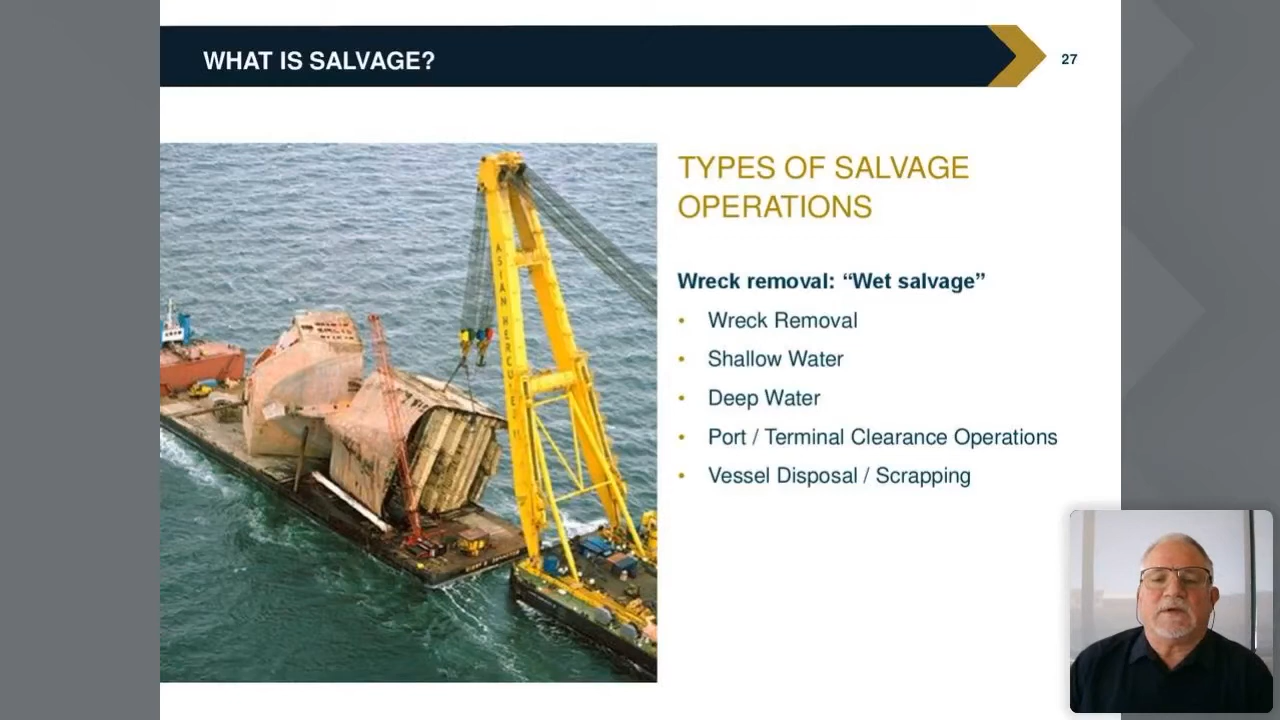 WHAT IS SALVAGE?
27
TYPES OF SALVAGE
OPERATIONS
Wreck removal: “Wet salvage”
• Wreck Removal
• Shallow Water
• Deep Water
• Port / Terminal Clearance Operations
• Vessel Disposal / Scrapping